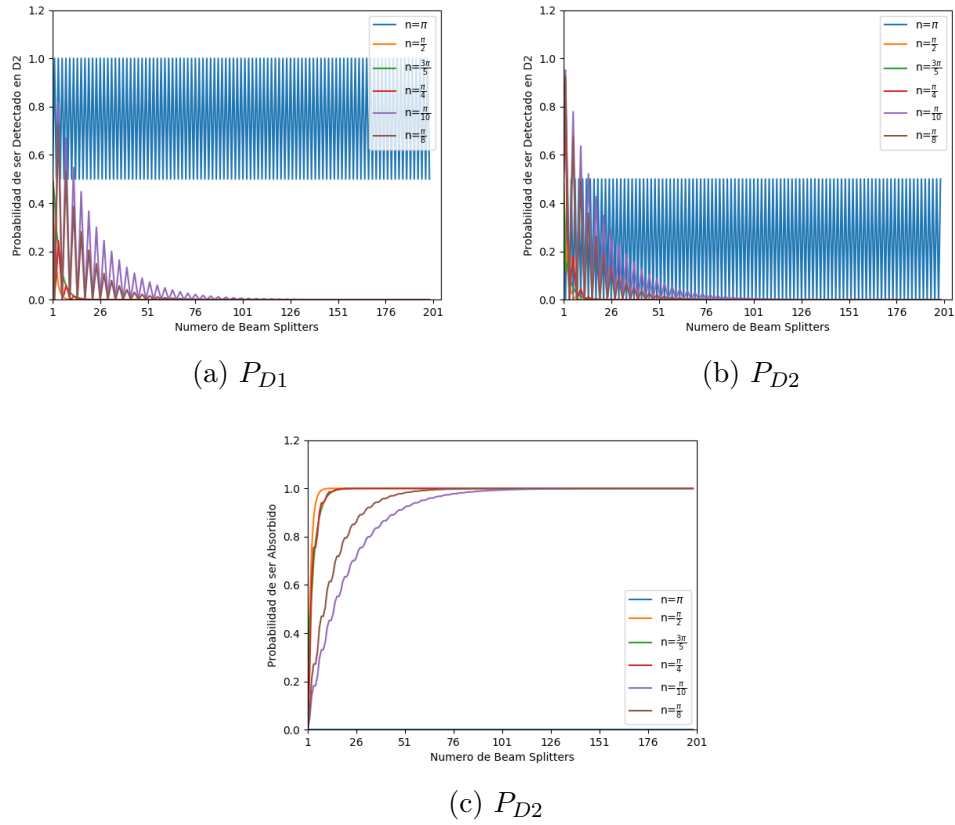 1.2
1.0
0.8
0.6
0.4
0.2
0.0
Probabilidad de ser Detectado en D2
1 26 51 76 101 126 151 176 201
Numero de Beam Splitters
n=π
n=π/2
n=3π/5
n=π/4
n=π/10
n=π/8
(a) P_{D1}
1.2
1.0
0.8
0.6
0.4
0.2
0.0
Probabilidad de ser Detectado en D2
1 26 51 76 101 126 151 176 201
Numero de Beam Splitters
n=π
n=π/2
n=3π/5
n=π/4
n=π/10
n=π/8
(b) P_{D2}
1.2
1.0
0.8
0.6
0.4
0.2
0.0
Probabilidad de ser Absorbido
1 26 51 76 101 126 151 176 201
Numero de Beam Splitters
n=π
n=π/2
n=3π/5
n=π/4
n=π/10
n=π/8
(c) P_{D2}